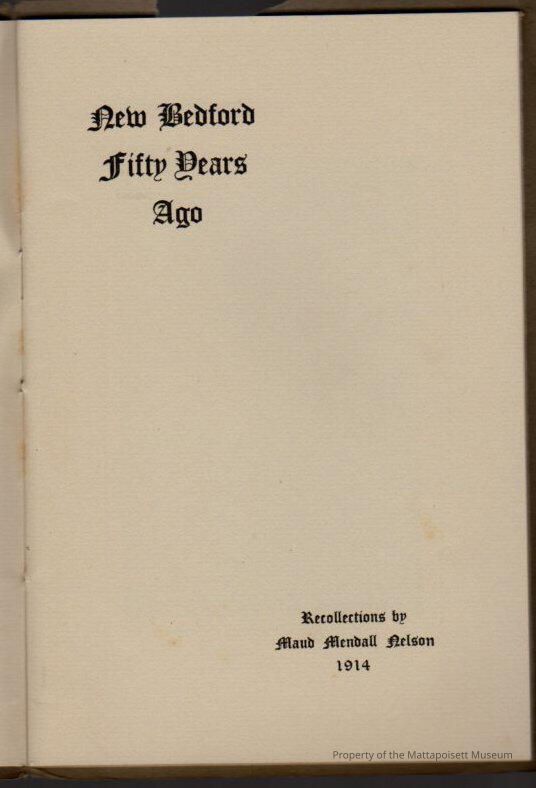 New Bedford
Fifty Years
Ago
Recollections by
Maud Mendall Nelson
1914
Property of the Mattapoisett Museum